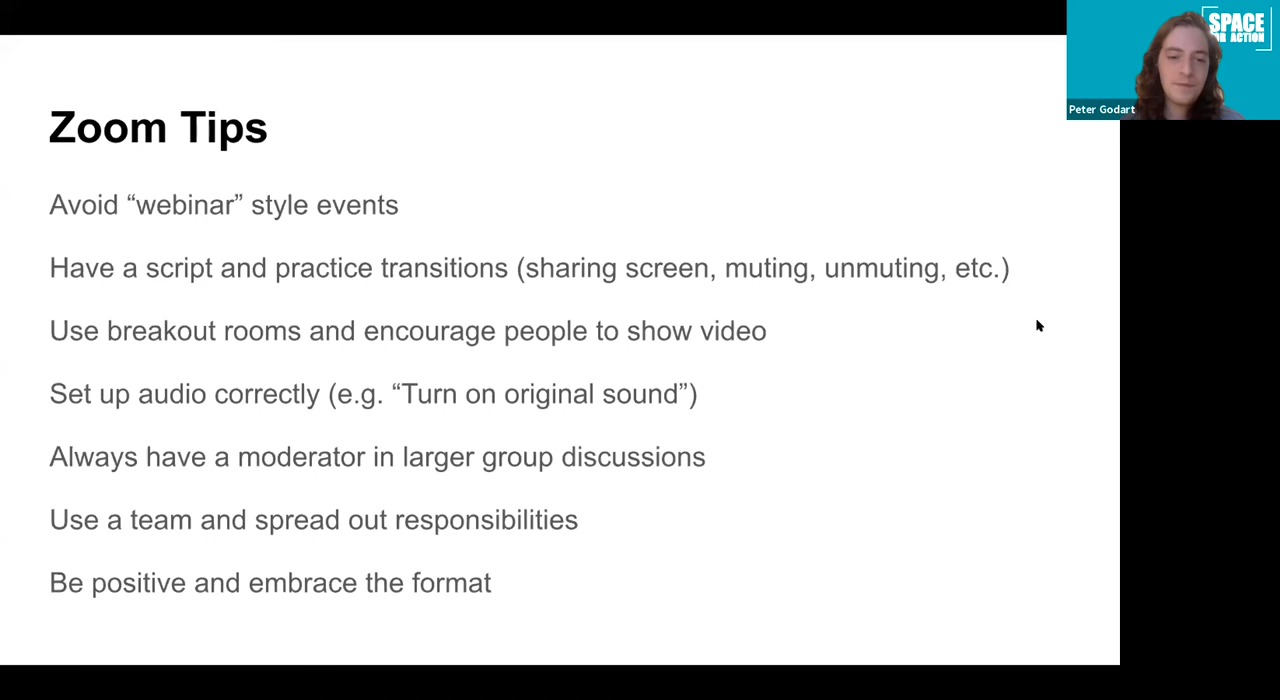 Zoom Tips
Avoid “webinar” style events
Have a script and practice transitions (sharing screen, muting, unmuting, etc.)
Use breakout rooms and encourage people to show video
Set up audio correctly (e.g. “Turn on original sound”)
Always have a moderator in larger group discussions
Use a team and spread out responsibilities
Be positive and embrace the format
SPACE
ACTION
Peter Godart